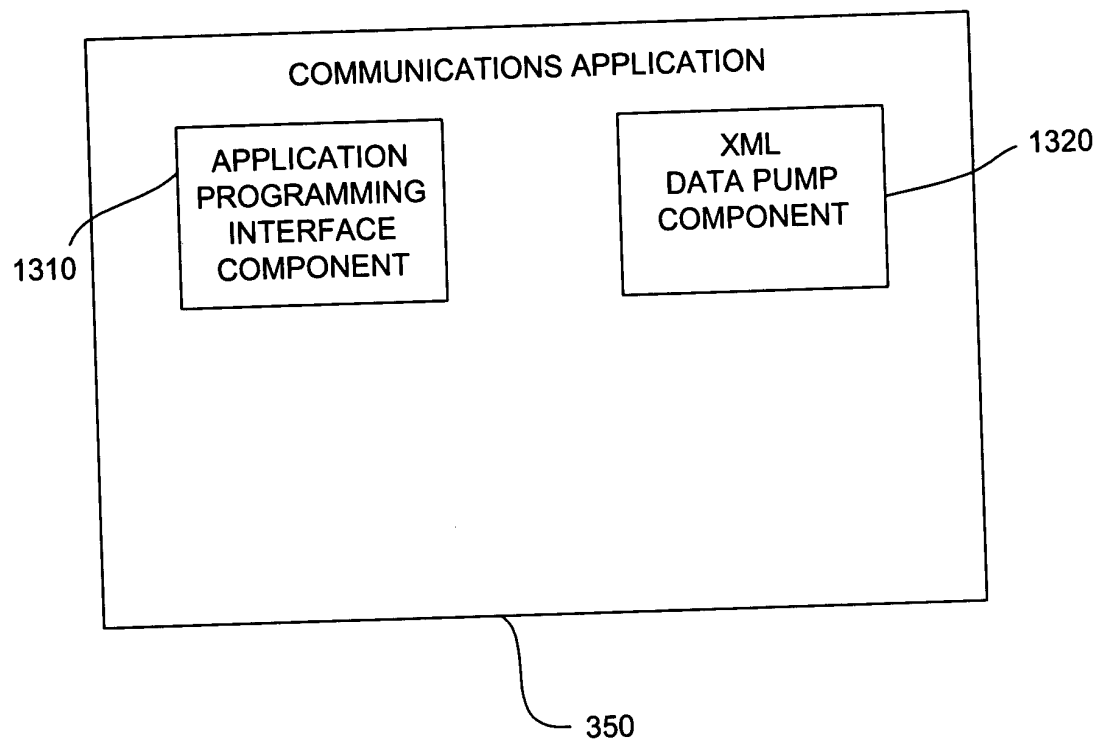 COMMUNICATIONS APPLICATION
APPLICATION
PROGRAMMING
INTERFACE
COMPONENT
XML
DATA PUMP
COMPONENT
1310
1320
350